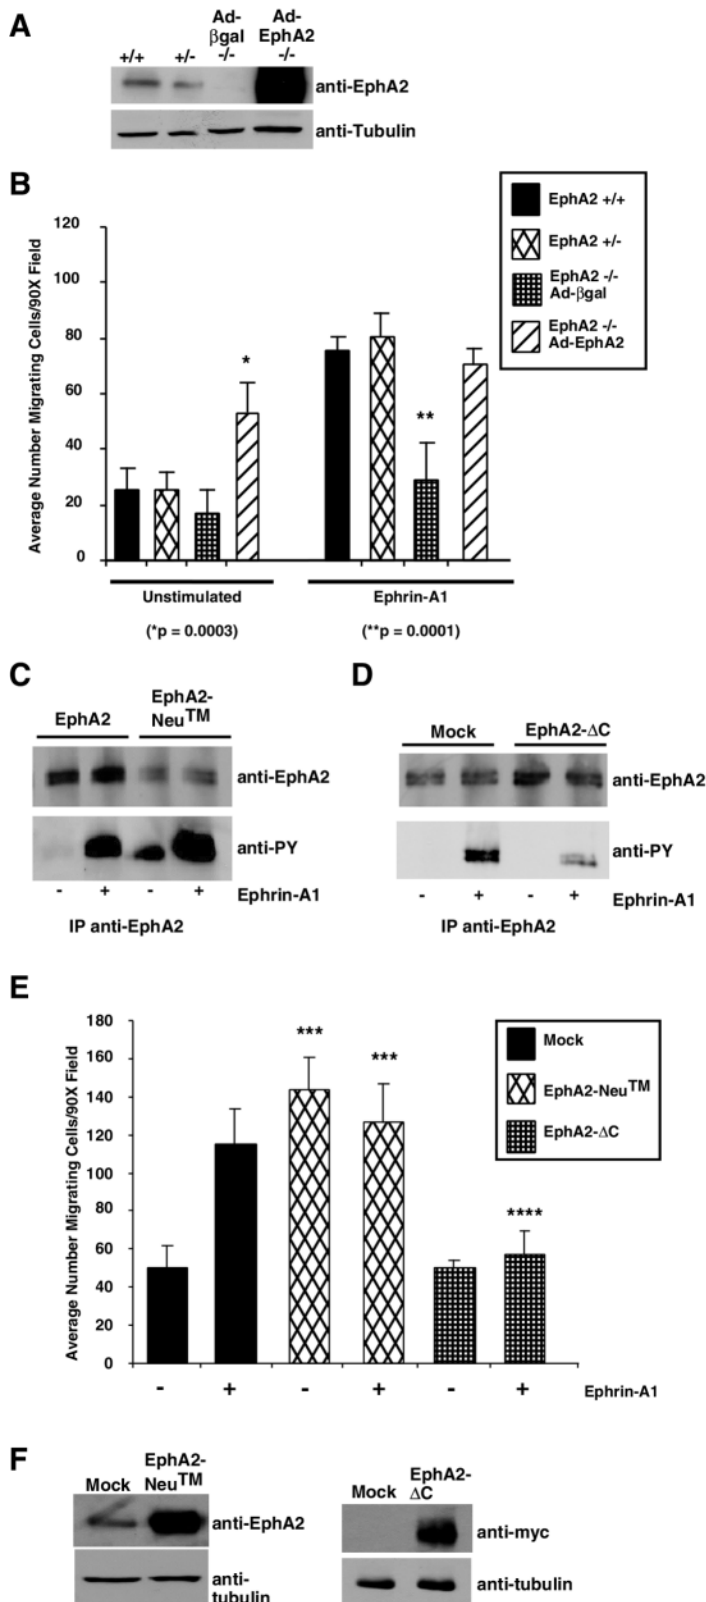 A
Ad-
βgal
-/-
Ad-
EphA2
-/-
+/+
+/-
anti-EphA2
anti-Tubulin
B
EphA2 +/+
EphA2 +/-
EphA2 -/-
Ad-βgal
EphA2 -/-
Ad-EphA2
Average Number Migrating Cells/90X Field
120
100
80
60
40
20
0
*
**
Unstimulated
Ephrin-A1
(*p = 0.0003)
(**p = 0.0001)
C
EphA2
EphA2-
NeuTM
anti-EphA2
anti-PY
- + - +
Ephrin-A1
IP anti-EphA2
D
Mock
EphA2-ΔC
anti-EphA2
anti-PY
- + - +
Ephrin-A1
IP anti-EphA2
E
Mock
EphA2-NeuTM
EphA2-ΔC
Average Number Migrating Cells/90X Field
180
160
140
120
100
80
60
40
20
0
***
***
****
- + - + - +
Ephrin-A1
F
Mock
EphA2-
NeuTM
anti-EphA2
anti-
tubulin
Mock
EphA2-
ΔC
anti-myc
anti-tubulin